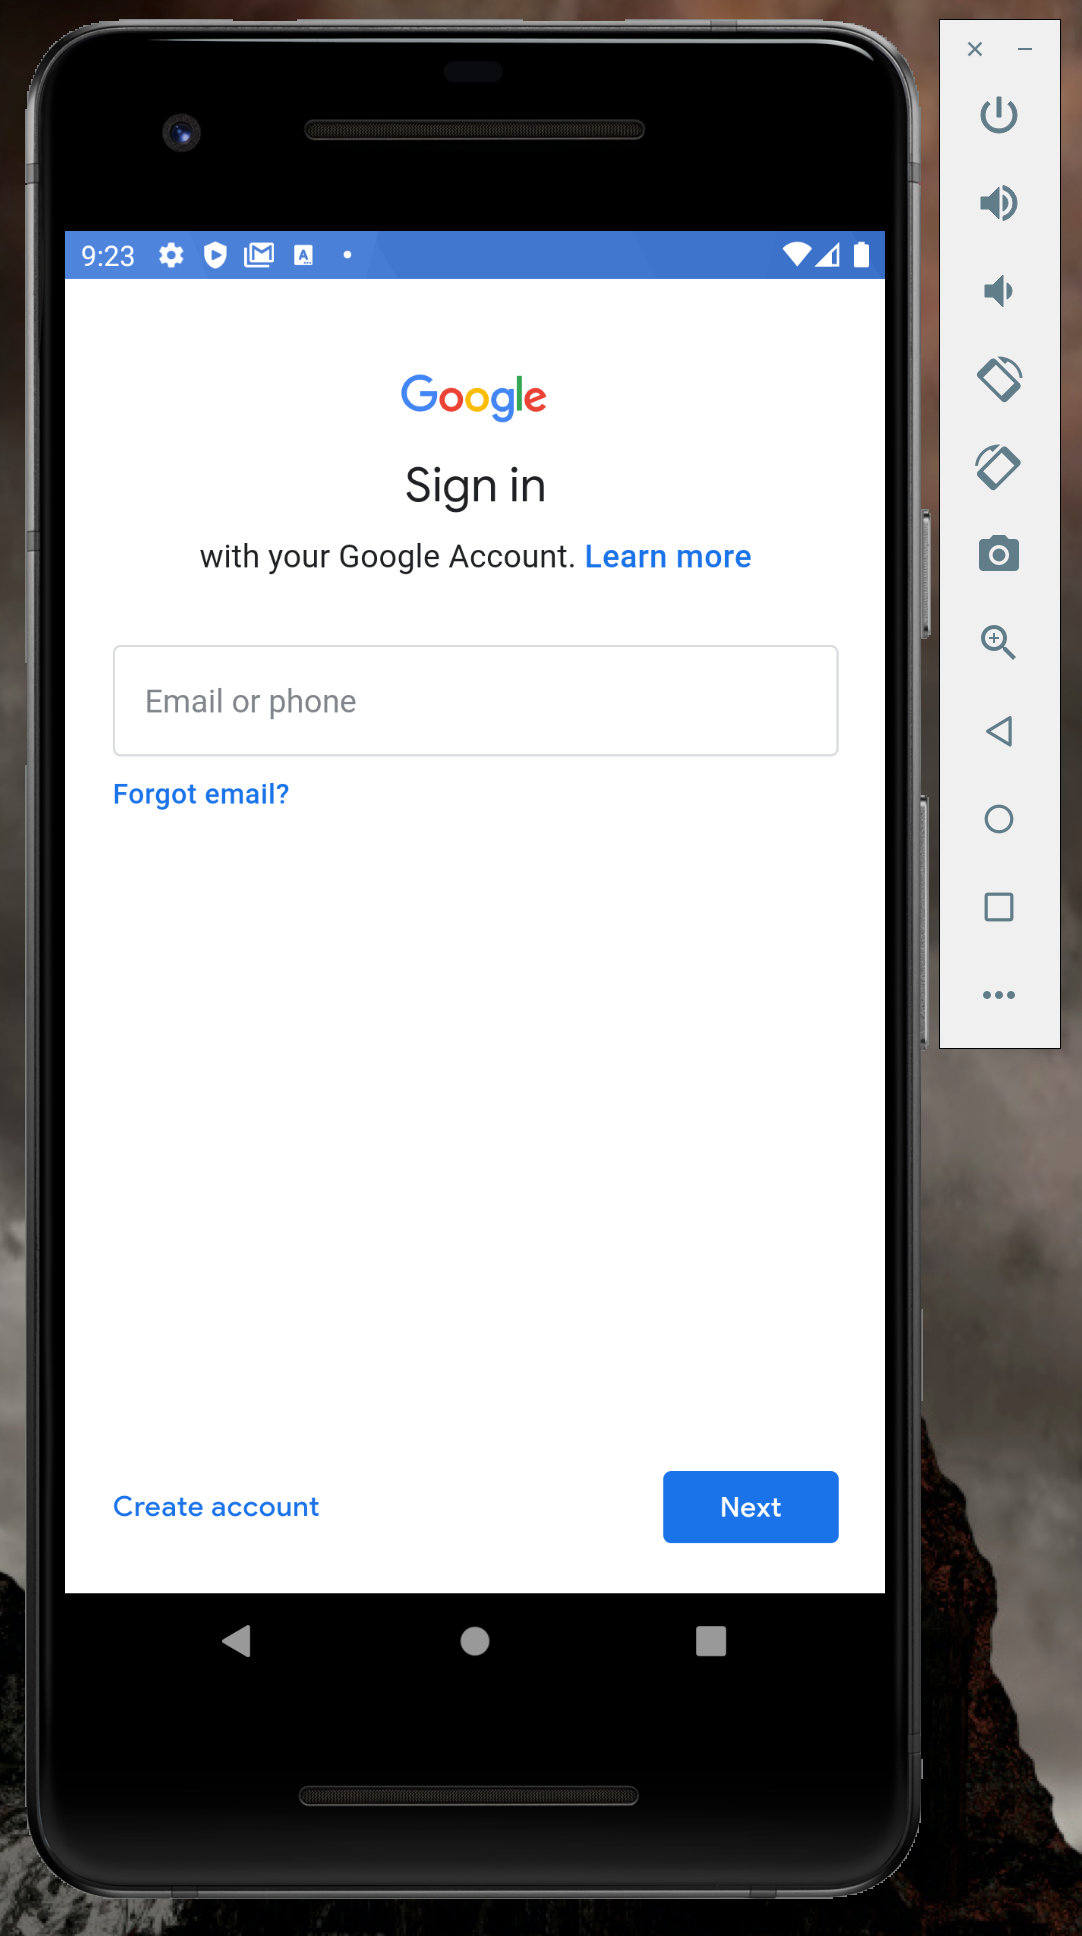 9:23
Google
Sign in
with your Google Account. Learn more
Email or phone
Forgot email?
Create account
Next